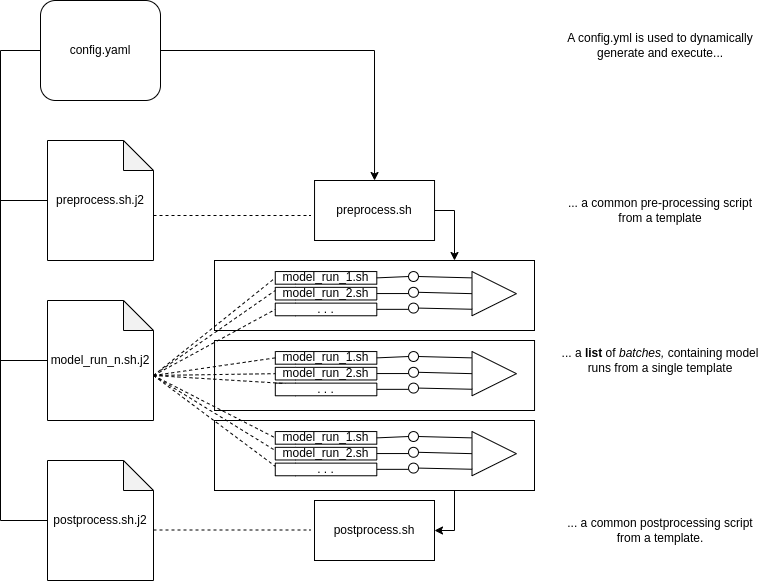 config.yaml
A config.yml is used to dynamically
generate and execute...
preprocess.sh.j2
preprocess.sh
... a common pre-processing script
from a template
model_run_1.sh
model_run_2.sh
. . .
model_run_n.sh.j2
model_run_1.sh
model_run_2.sh
. . .
... a list of batches, containing model
runs from a single template
model_run_1.sh
model_run_2.sh
. . .
postprocess.sh.j2
postprocess.sh
... a common postprocessing script
from a template.